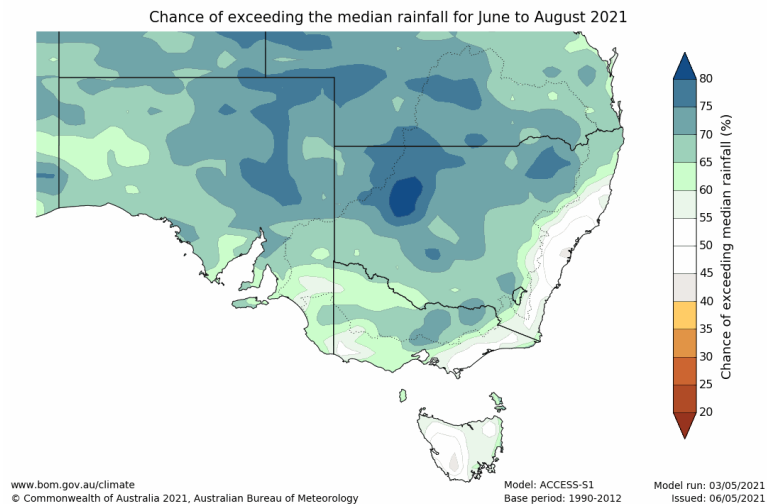 Chance of exceeding the median rainfall for June to August 2021
80
75
70
65
60
55
50
45
40
35
30
25
20
Chance of exceeding median rainfall (%)
www.bom.gov.au/climate
© Commonwealth of Australia 2021, Australian Bureau of Meteorology
Model: ACCESS-S1
Base period: 1990-2012
Model run: 03/05/2021
Issued: 06/05/2021